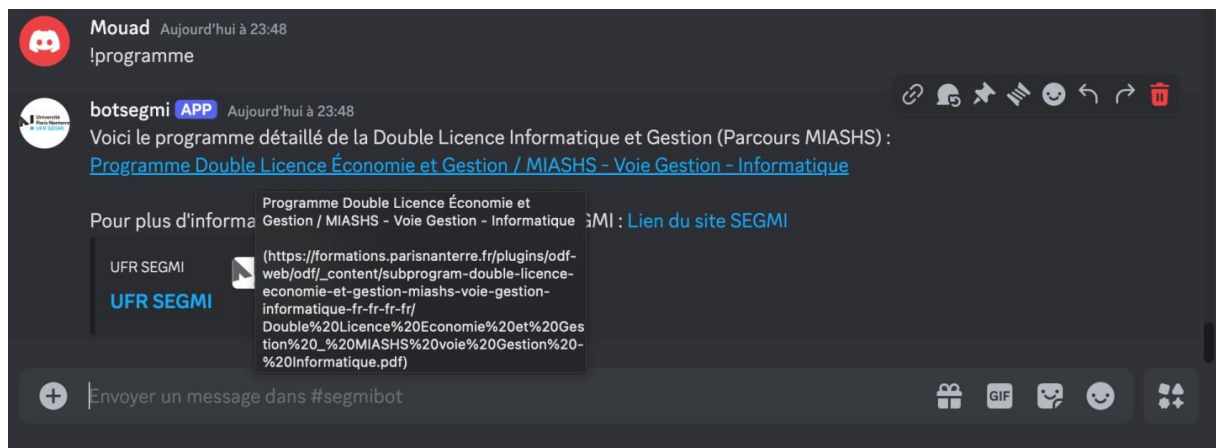 Mouad Aujourd'hui à 23:48
!programme
botsegmi APP Aujourd'hui à 23:48
Voici le programme détaillé de la Double Licence Informatique et Gestion (Parcours MIASHS) :
Programme Double Licence Économie et Gestion / MIASHS - Voie Gestion - Informatique
Pour plus d'informa
GMI : Lien du site SEGMI
Programme Double Licence Économie et
Gestion / MIASHS - Voie Gestion - Informatique
(https://formations.parisnanterre.fr/plugins/odf-
web/odf/_content/subprogram-double-licence-
economie-et-gestion-miashs-voie-gestion-
informatique-fr-fr-fr-fr/
Double%20Licence%20Economie%20et%20Ges
tion%20_%20MIASHS%20voie%20Gestion%20-
%20Informatique.pdf)
UFR SEGMI
UFR SEGMI
Envoyer un message dans #segmibot
GIF